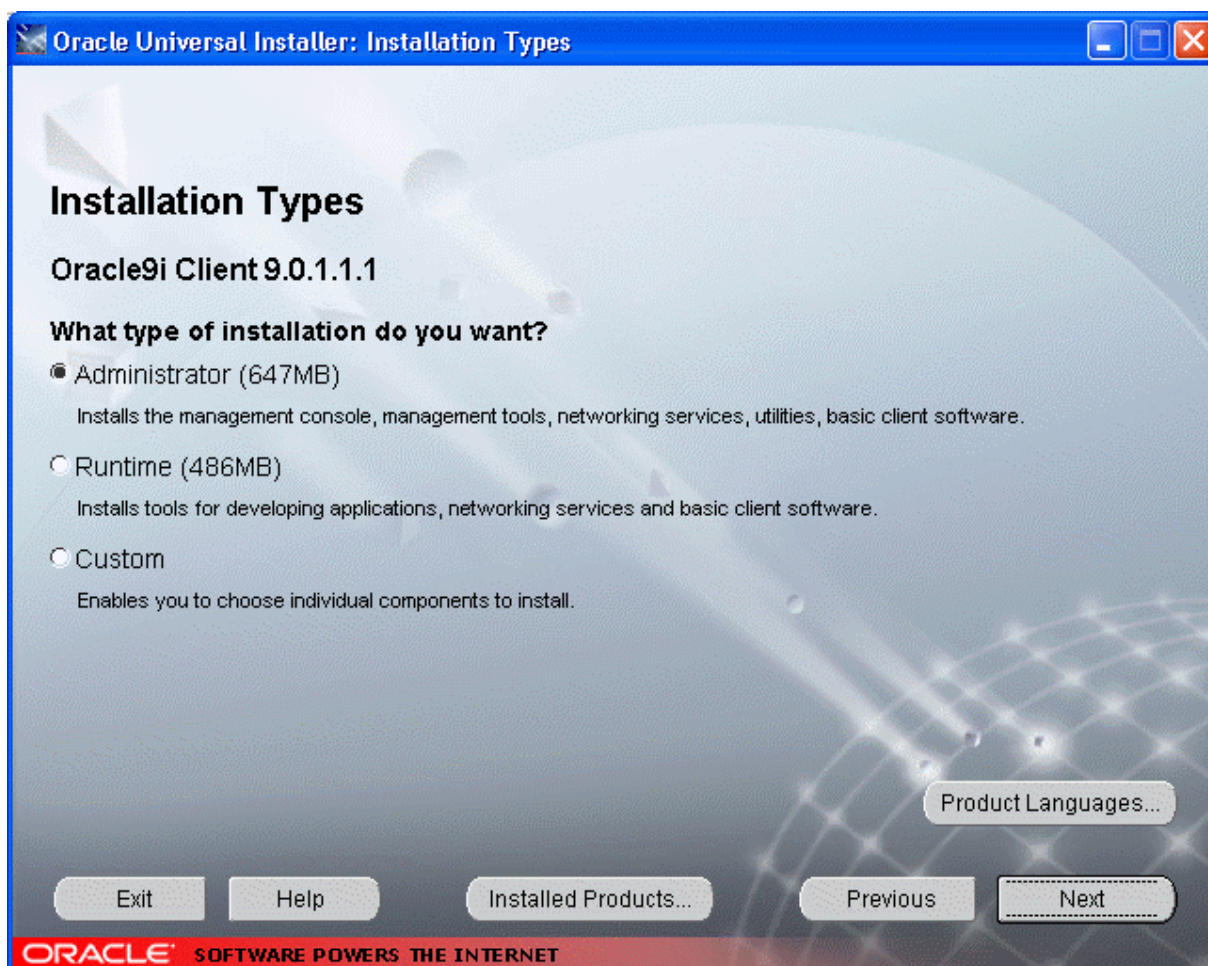 Oracle Universal Installer: Installation Types
Installation Types
Oracle9i Client 9.0.1.1.1
What type of installation do you want?
Administrator (647MB)
Installs the management console, management tools, networking services, utilities, basic client software.
Runtime (486MB)
Installs tools for developing applications, networking services and basic client software.
Custom
Enables you to choose individual components to install.
Product Languages...
Exit Help Installed Products... Previous Next
ORACLE SOFTWARE POWERS THE INTERNET